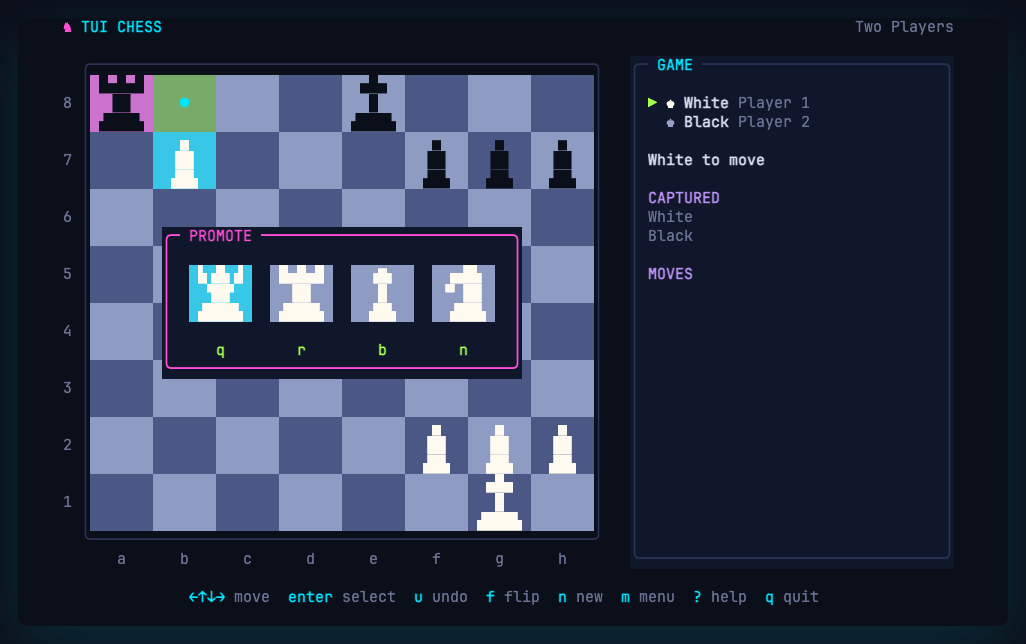 ♞ TUI CHESS Two Players
GAME
8
▶ White Player 1
Black Player 2
7
White to move
CAPTURED
6
White
PROMOTE
Black
5
MOVES
4
q r b n
3
2
1
a b c d e f g h
←↑↓→ move enter select u undo f flip n new m menu ? help q quit